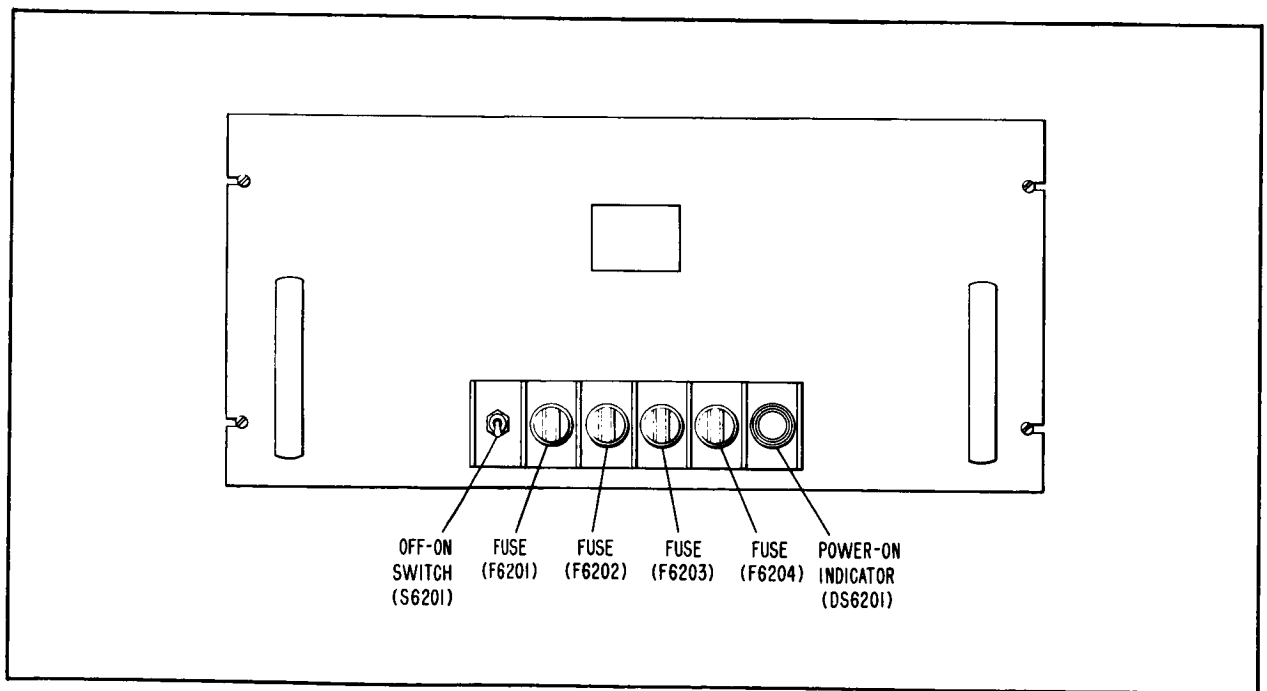 OFF-ON
SWITCH
(S6201)
FUSE
(F6201)
FUSE
(F6202)
FUSE
(F6203)
FUSE
(F6204)
POWER-ON
INDICATOR
(DS6201)